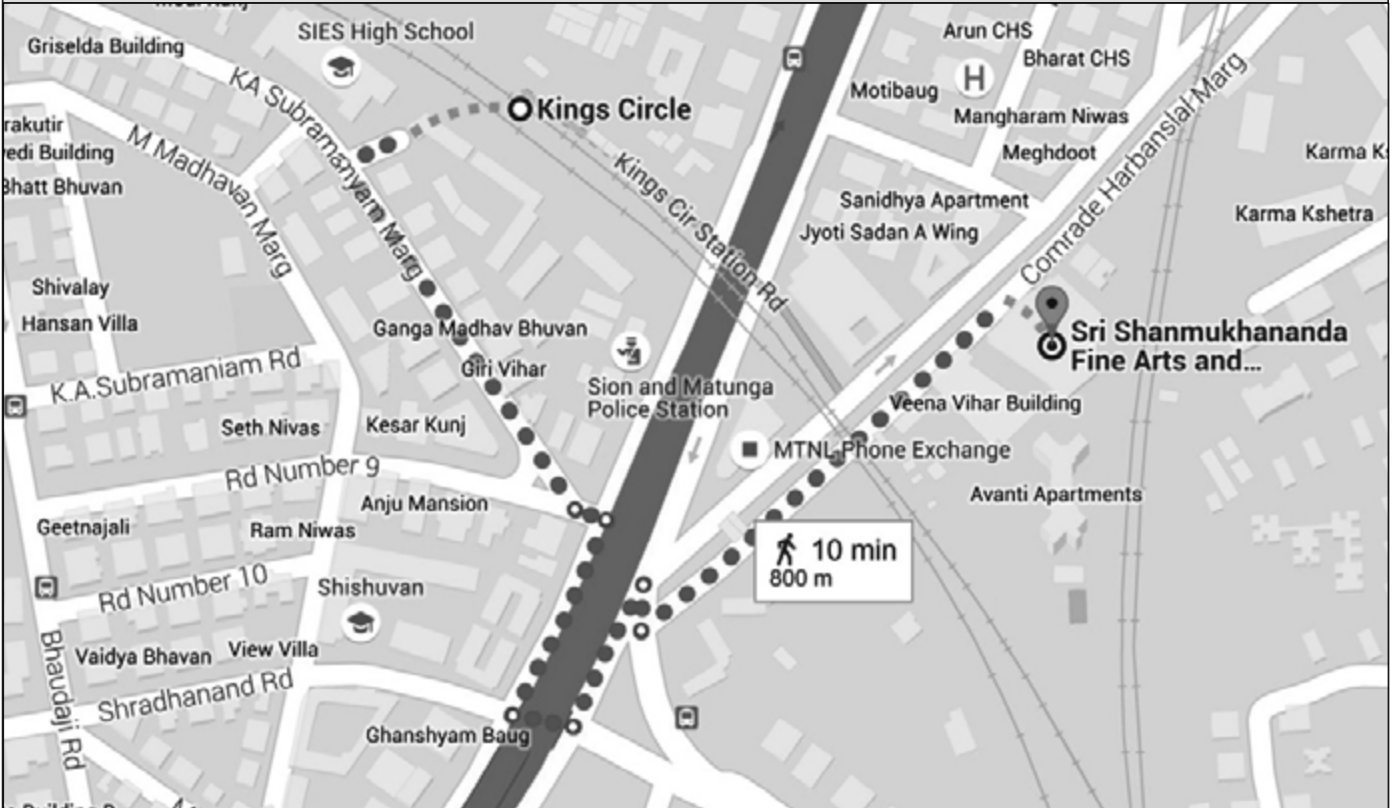 SIES High School
Griselda Building
Arun CHS
Bharat CHS
H
KA Subramanyam Marg
Kings Circle
Motibaug
Mangharam Niwas
Comrade Harbanslal Marg
M Madhavan Marg
Meghdoot
Bhatt Bhuvan
Kings Cir Station Rd
Sanidhya Apartment
Karma Kshetra
Jyoti Sadan A Wing
Shivalay
Hansan Villa
Ganga Madhav Bhuvan
Sri Shanmukhananda
Fine Arts and...
Giri Vihar
K.A.Subramaniam Rd
Sion and Matunga
Police Station
Veena Vihar Building
Seth Nivas
Kesar Kunj
MTNL Phone Exchange
Rd Number 9
Anju Mansion
Avanti Apartments
Geetnajali
Ram Niwas
10 min
800 m
Rd Number 10
Shishuvan
Bhaudaji Rd
Vaidya Bhavan
View Villa
Shradhanand Rd
Ghanshyam Baug